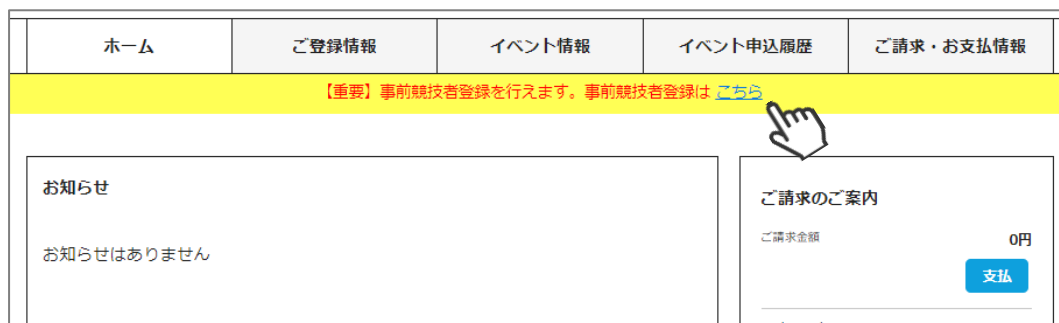 ホーム
ご登録情報
イベント情報
イベント申込履歴
ご請求・お支払情報
【重要】事前競技者登録を行えます。事前競技者登録は こちら
お知らせ
お知らせはありません
ご請求のご案内
ご請求金額
0円
支払